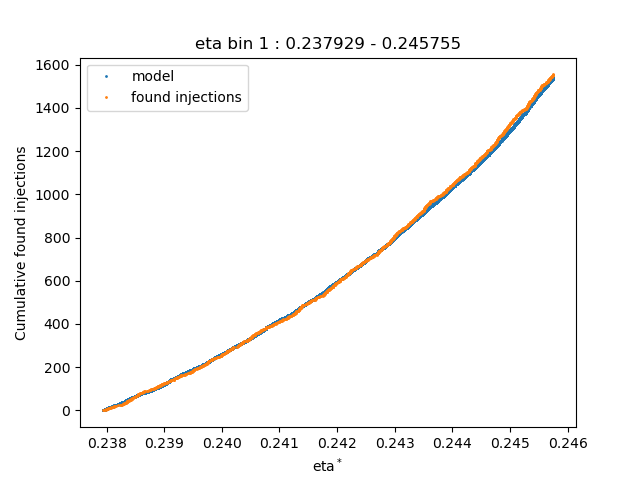 eta bin 1 : 0.237929 - 0.245755
model
found injections
Cumulative found injections
1600
1400
1200
1000
800
600
400
200
0
0.238 0.239 0.240 0.241 0.242 0.243 0.244 0.245 0.246
eta*